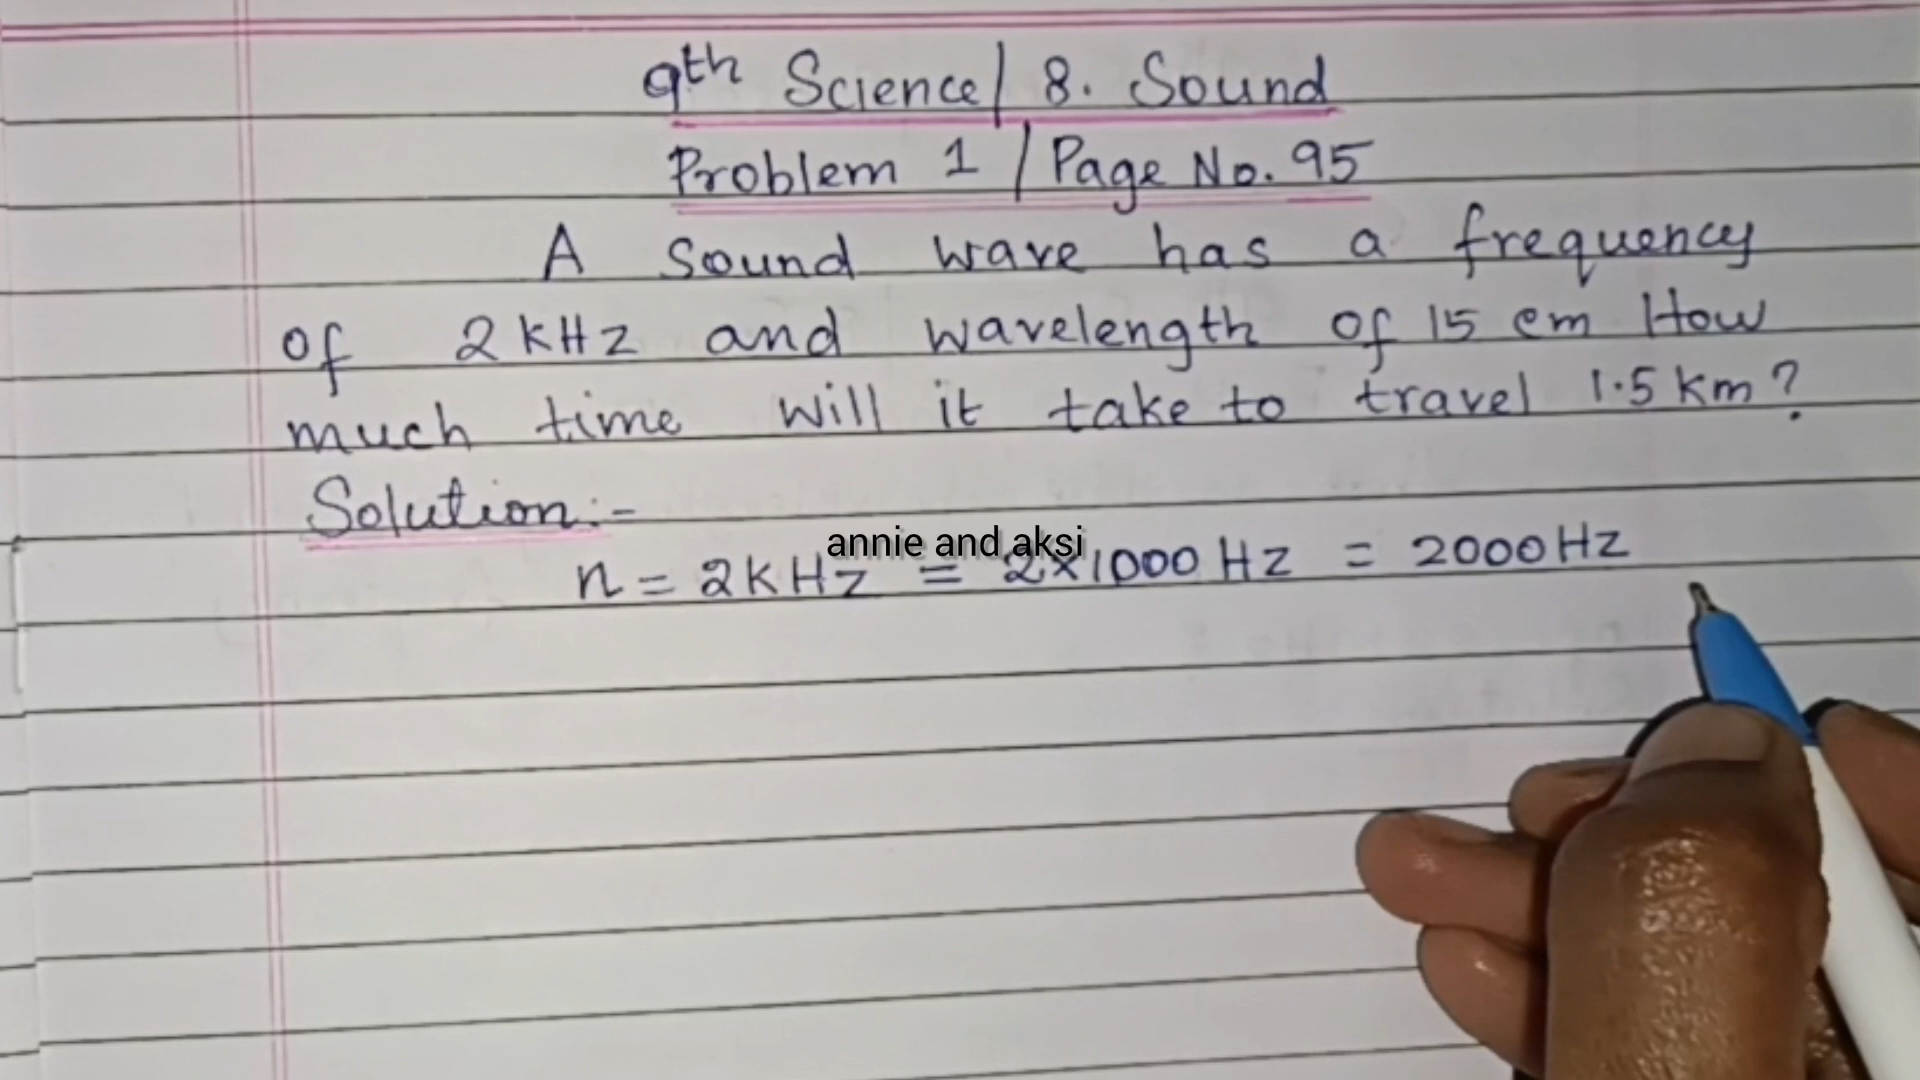 9th Science/ 8. Sound
Problem 1 / Page No. 95
A sound wave has a frequency
of 2 kHz and wavelength of 15 cm How
much time will it take to travel 1.5 km?
Solution:-
annie and aksi
n = 2 kHz = 2×1000 Hz = 2000 Hz